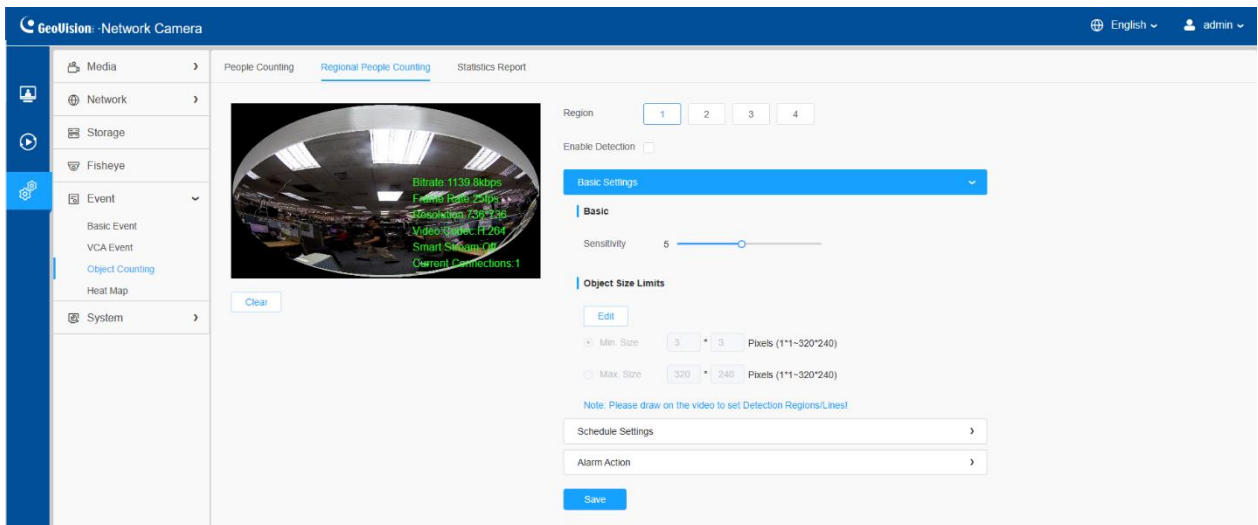 GeoVision: -Network Camera
English
admin
Media
Network
Storage
Fisheye
Event
Basic Event
VCA Event
Object Counting
Heat Map
System
People Counting
Regional People Counting
Statistics Report
Bitrate:1139.8kbps
Frame Rate:25fps
Resolution:736*736
Video Codec:H.264
Smart Stream:Off
Current Connections:1
Clear
Region 1 2 3 4
Enable Detection
Basic Settings
Basic
Sensitivity 5
Object Size Limits
Edit
Min. Size 3 * 3 Pixels (1*1~320*240)
Max. Size 320 * 240 Pixels (1*1~320*240)
Note: Please draw on the video to set Detection Regions/Lines!
Schedule Settings
Alarm Action
Save